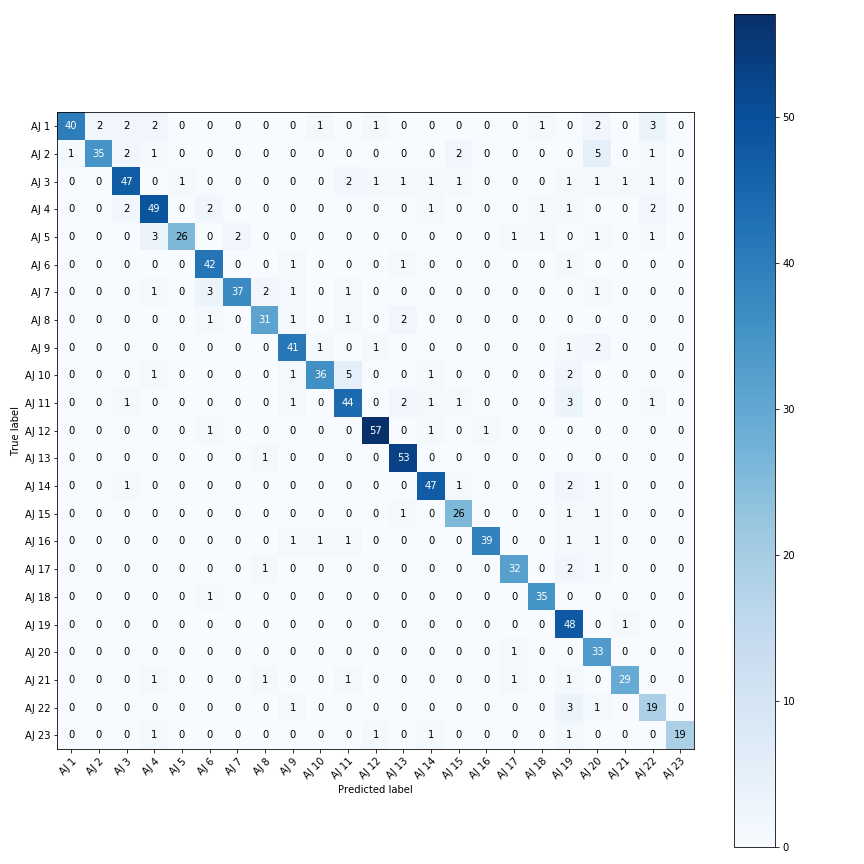 AJ 1 40 2 2 2 0 0 0 0 0 1 0 1 0 0 0 0 0 1 0 2 0 3 0
AJ 2 1 35 2 1 0 0 0 0 0 0 0 0 0 0 2 0 0 0 0 5 0 1 0
AJ 3 0 0 47 0 1 0 0 0 0 0 2 1 1 1 1 0 0 0 1 1 1 1 0
AJ 4 0 0 2 49 0 2 0 0 0 0 0 0 0 1 0 0 0 1 1 0 0 2 0
AJ 5 0 0 0 3 26 0 2 0 0 0 0 0 0 0 0 0 1 1 0 1 0 1 0
AJ 6 0 0 0 0 0 42 0 0 1 0 0 0 1 0 0 0 0 0 1 0 0 0 0
AJ 7 0 0 0 1 0 3 37 2 1 0 1 0 0 0 0 0 0 0 0 1 0 0 0
AJ 8 0 0 0 0 0 1 0 31 1 0 1 0 2 0 0 0 0 0 0 0 0 0 0
AJ 9 0 0 0 0 0 0 0 0 41 1 0 1 0 0 0 0 0 0 1 2 0 0 0
AJ 10 0 0 0 1 0 0 0 0 1 36 5 0 0 1 0 0 0 0 2 0 0 0 0
AJ 11 0 0 1 0 0 0 0 0 1 0 44 0 2 1 1 0 0 0 3 0 0 1 0
AJ 12 0 0 0 0 0 1 0 0 0 0 0 57 0 1 0 1 0 0 0 0 0 0 0
AJ 13 0 0 0 0 0 0 0 1 0 0 0 0 53 0 0 0 0 0 0 0 0 0 0
AJ 14 0 0 1 0 0 0 0 0 0 0 0 0 0 47 1 0 0 0 2 1 0 0 0
AJ 15 0 0 0 0 0 0 0 0 0 0 0 0 1 0 26 0 0 0 1 1 0 0 0
AJ 16 0 0 0 0 0 0 0 0 1 1 1 0 0 0 0 39 0 0 1 1 0 0 0
AJ 17 0 0 0 0 0 0 0 1 0 0 0 0 0 0 0 0 32 0 2 1 0 0 0
AJ 18 0 0 0 0 0 1 0 0 0 0 0 0 0 0 0 0 0 35 0 0 0 0 0
AJ 19 0 0 0 0 0 0 0 0 0 0 0 0 0 0 0 0 0 0 48 0 1 0 0
AJ 20 0 0 0 0 0 0 0 0 0 0 0 0 0 0 0 0 1 0 0 33 0 0 0
AJ 21 0 0 0 1 0 0 0 1 0 0 1 0 0 0 0 0 1 0 1 0 29 0 0
AJ 22 0 0 0 0 0 0 0 0 1 0 0 0 0 0 0 0 0 0 3 1 0 19 0
AJ 23 0 0 0 1 0 0 0 0 0 0 0 1 0 1 0 0 0 0 1 0 0 0 19
AJ 1 AJ 2 AJ 3 AJ 4 AJ 5 AJ 6 AJ 7 AJ 8 AJ 9 AJ 10 AJ 11 AJ 12 AJ 13 AJ 14 AJ 15 AJ 16 AJ 17 AJ 18 AJ 19 AJ 20 AJ 21 AJ 22 AJ 23
Predicted label
True label
50
40
30
20
10
0